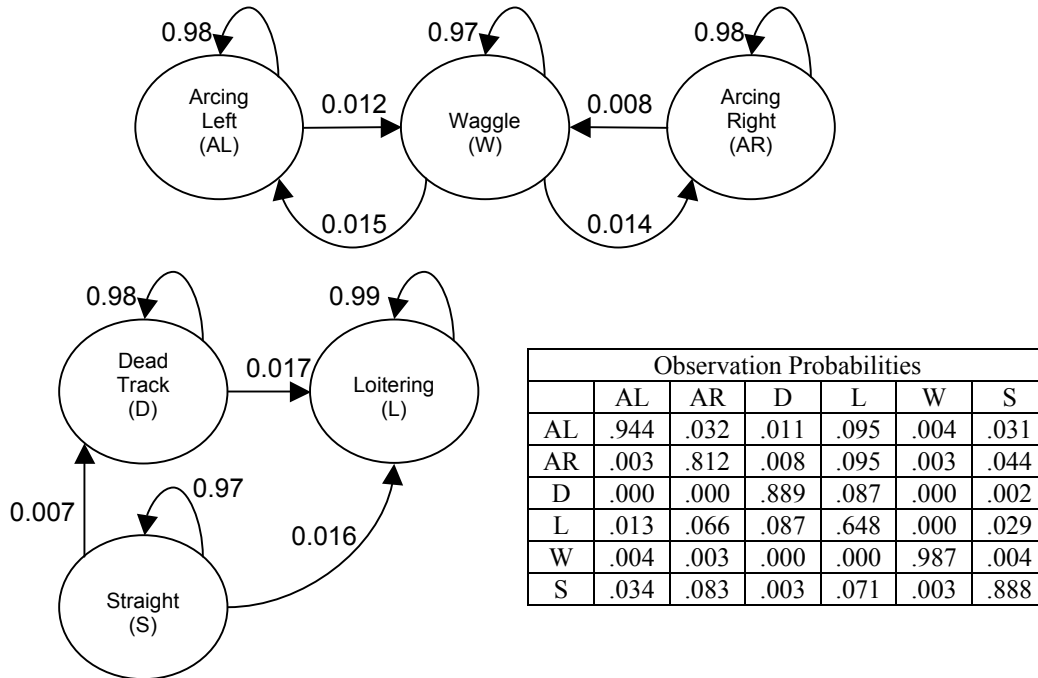 0.98
0.97
0.98
Arcing
Left
(AL)
0.012
Waggle
(W)
0.008
Arcing
Right
(AR)
0.015
0.014
0.98
0.99
Dead
Track
(D)
0.017
Loitering
(L)
0.007
0.97
0.016
Straight
(S)
Observation Probabilities
AL AR D L W S
AL .944 .032 .011 .095 .004 .031
AR .003 .812 .008 .095 .003 .044
D .000 .000 .889 .087 .000 .002
L .013 .066 .087 .648 .000 .029
W .004 .003 .000 .000 .987 .004
S .034 .083 .003 .071 .003 .888